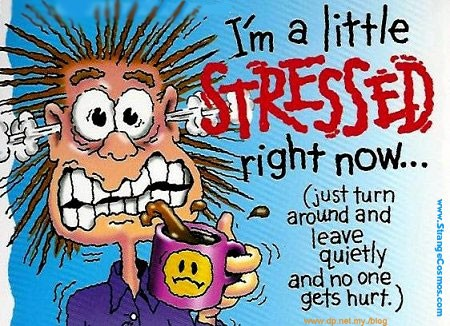 I'm a little
STRESSED
right now...
(just turn
around and
leave
quietly
and no one
gets hurt.)
www.StrangeCosmos.com
www.dp.net.my/blog